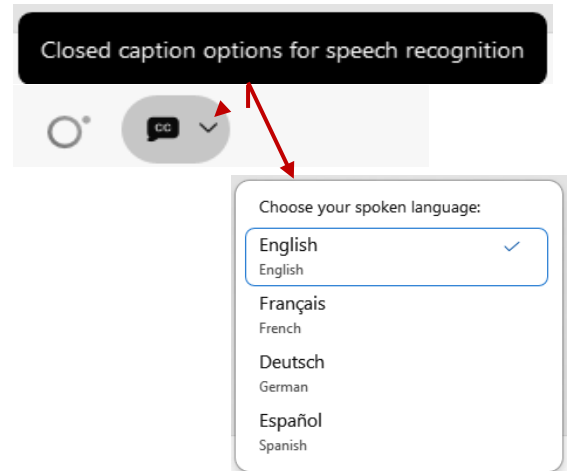 Closed caption options for speech recognition
CC
Choose your spoken language:
English
English
Français
French
Deutsch
German
Español
Spanish